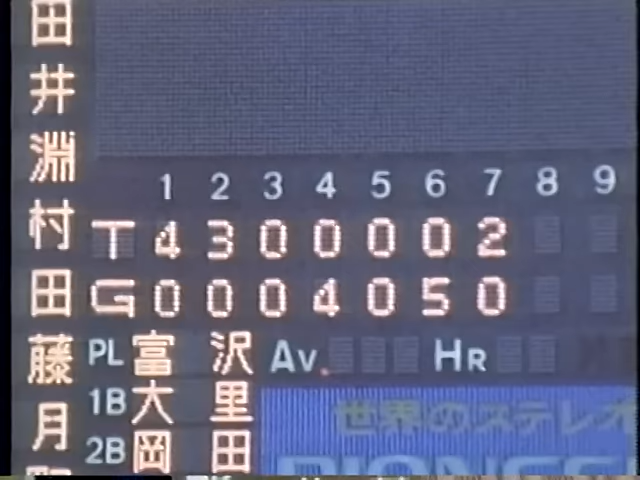 田
井
淵
村
田
藤
月
1 2 3 4 5 6 7 8 9
T 4 3 0 0 0 0 2
G 0 0 0 4 0 5 0
PL 富沢 Av. HR
1B 大里
2B 岡田
世界のステレオ
PIONEE